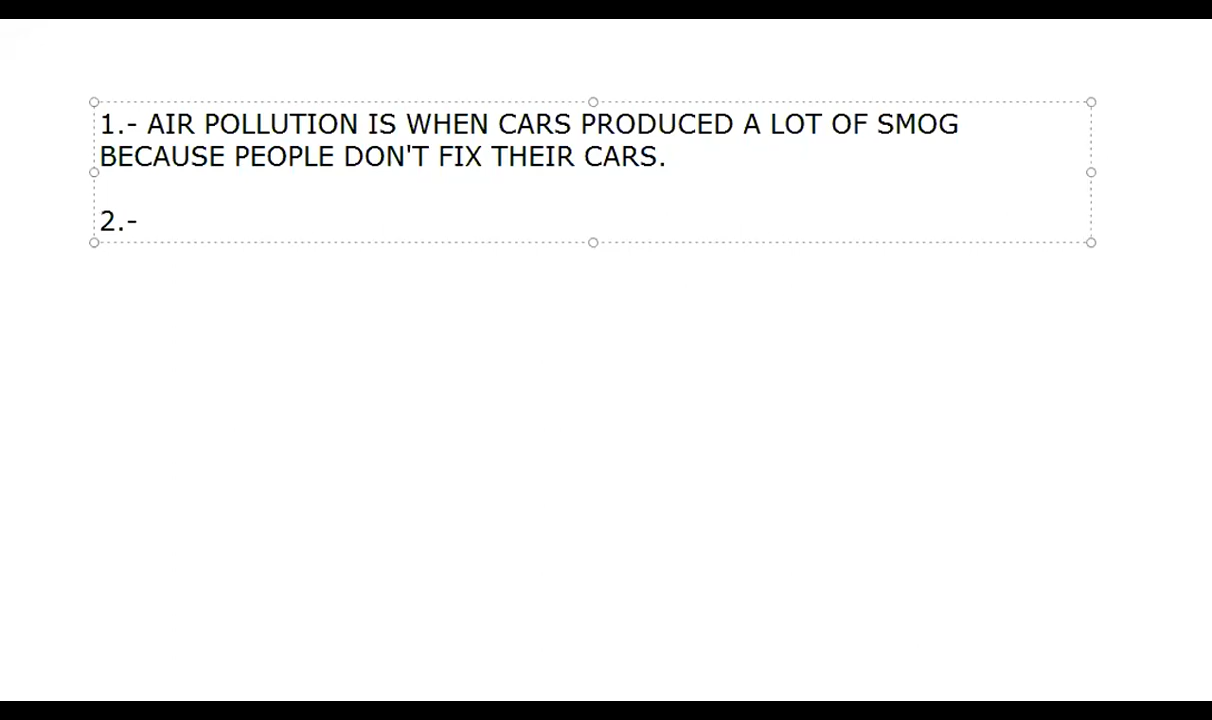 1.- AIR POLLUTION IS WHEN CARS PRODUCED A LOT OF SMOG
BECAUSE PEOPLE DON'T FIX THEIR CARS.
2.-